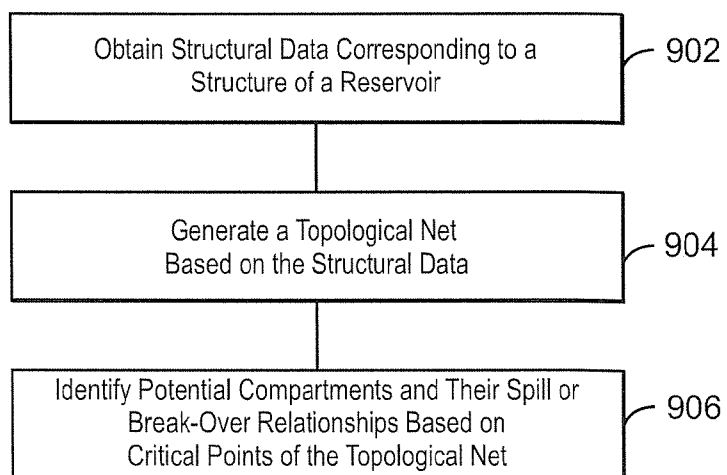 Obtain Structural Data Corresponding to a
Structure of a Reservoir
902
Generate a Topological Net
Based on the Structural Data
904
Identify Potential Compartments and Their Spill or
Break-Over Relationships Based on
Critical Points of the Topological Net
906